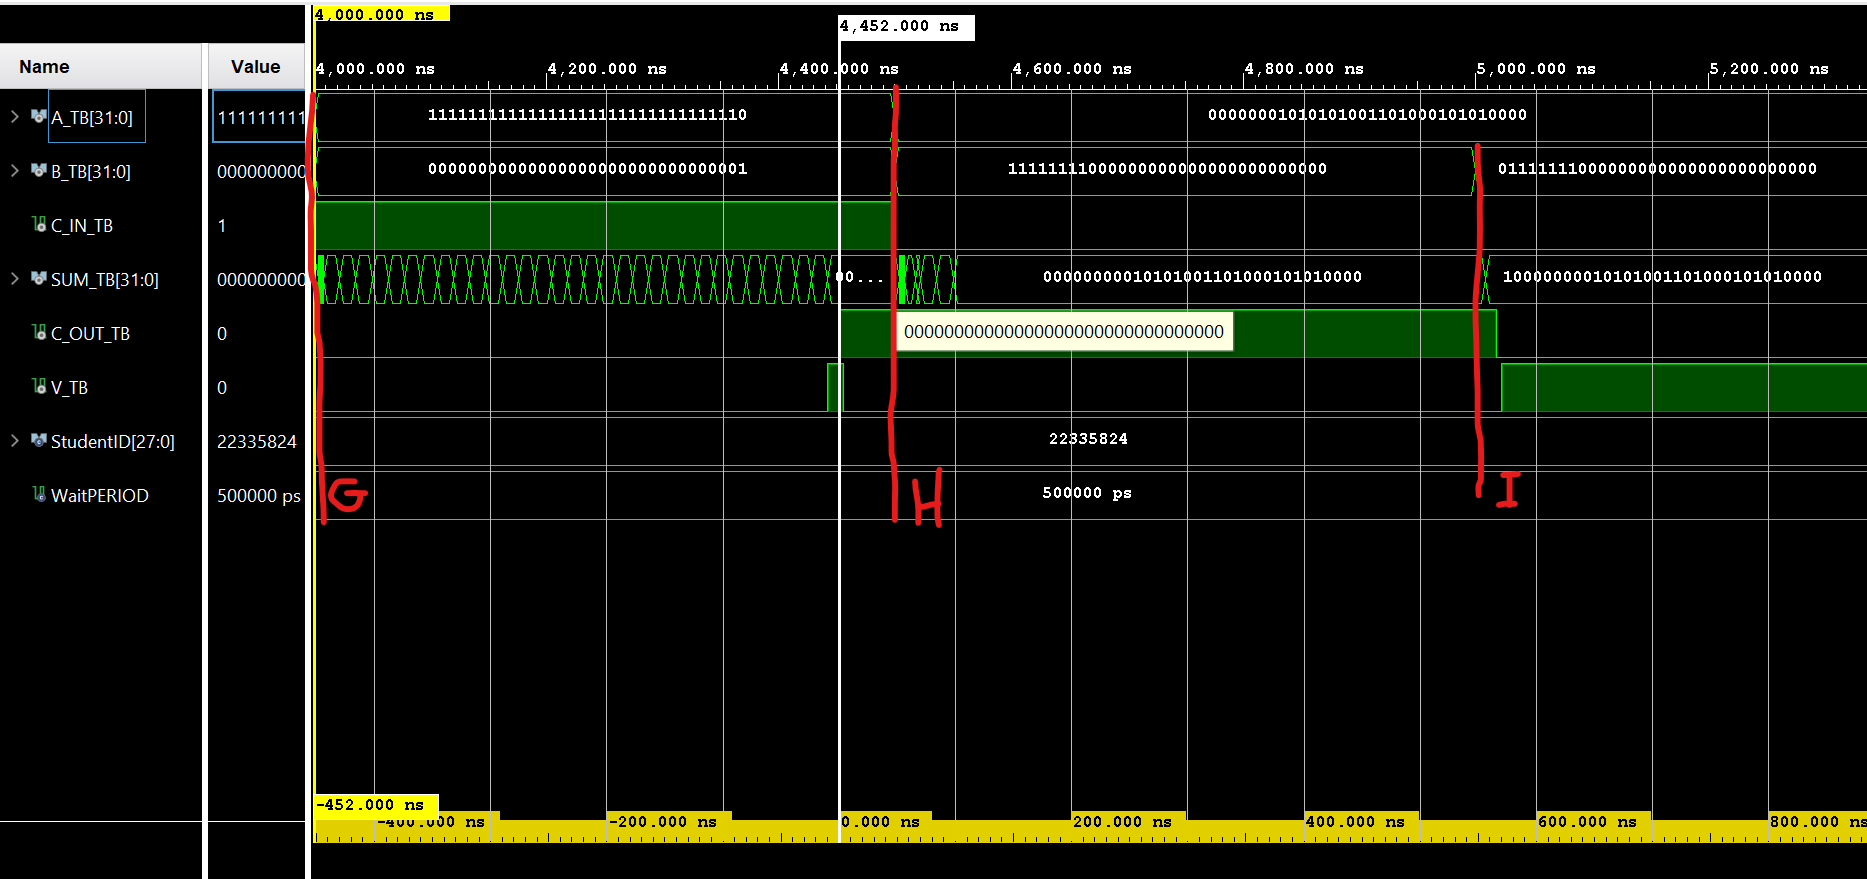 4,000.000 ns
4,452.000 ns
Name Value
4,000.000 ns 4,200.000 ns 4,400.000 ns 4,600.000 ns 4,800.000 ns 5,000.000 ns 5,200.000 ns
A_TB[31:0] 111111111 11111111111111111111111111111110 00000001010101001101000101010000
B_TB[31:0] 000000000 00000000000000000000000000000001 11111111000000000000000000000000 01111111000000000000000000000000
C_IN_TB 1
SUM_TB[31:0] 000000000 00... 00000000010101001101000101010000 10000000010101001101000101010000
C_OUT_TB 0 00000000000000000000000000000000
V_TB 0
StudentID[27:0] 22335824 22335824
WaitPERIOD 500000 ps 500000 ps
G H I
-452.000 ns
-400.000 ns -200.000 ns 0.000 ns 200.000 ns 400.000 ns 600.000 ns 800.000 ns